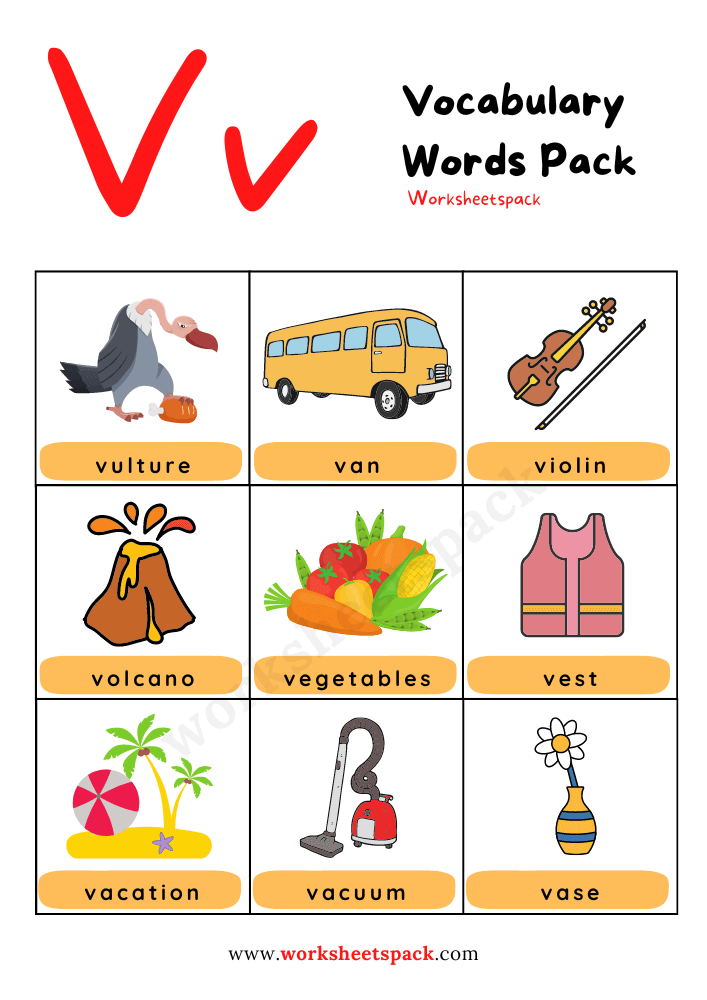 V v
Vocabulary
Words Pack
Worksheetspack
vulture
van
violin
volcano
vegetables
vest
vacation
vacuum
vase
worksheetspack
www.worksheetspack.com